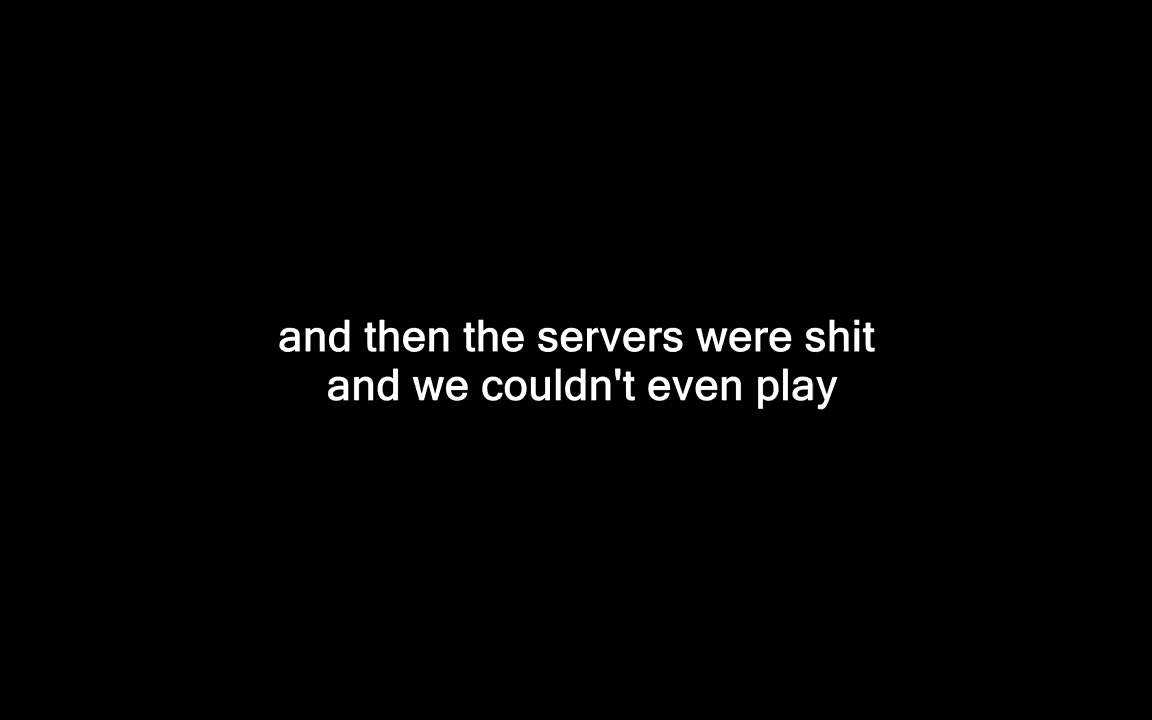 and then the servers were shit
and we couldn't even play